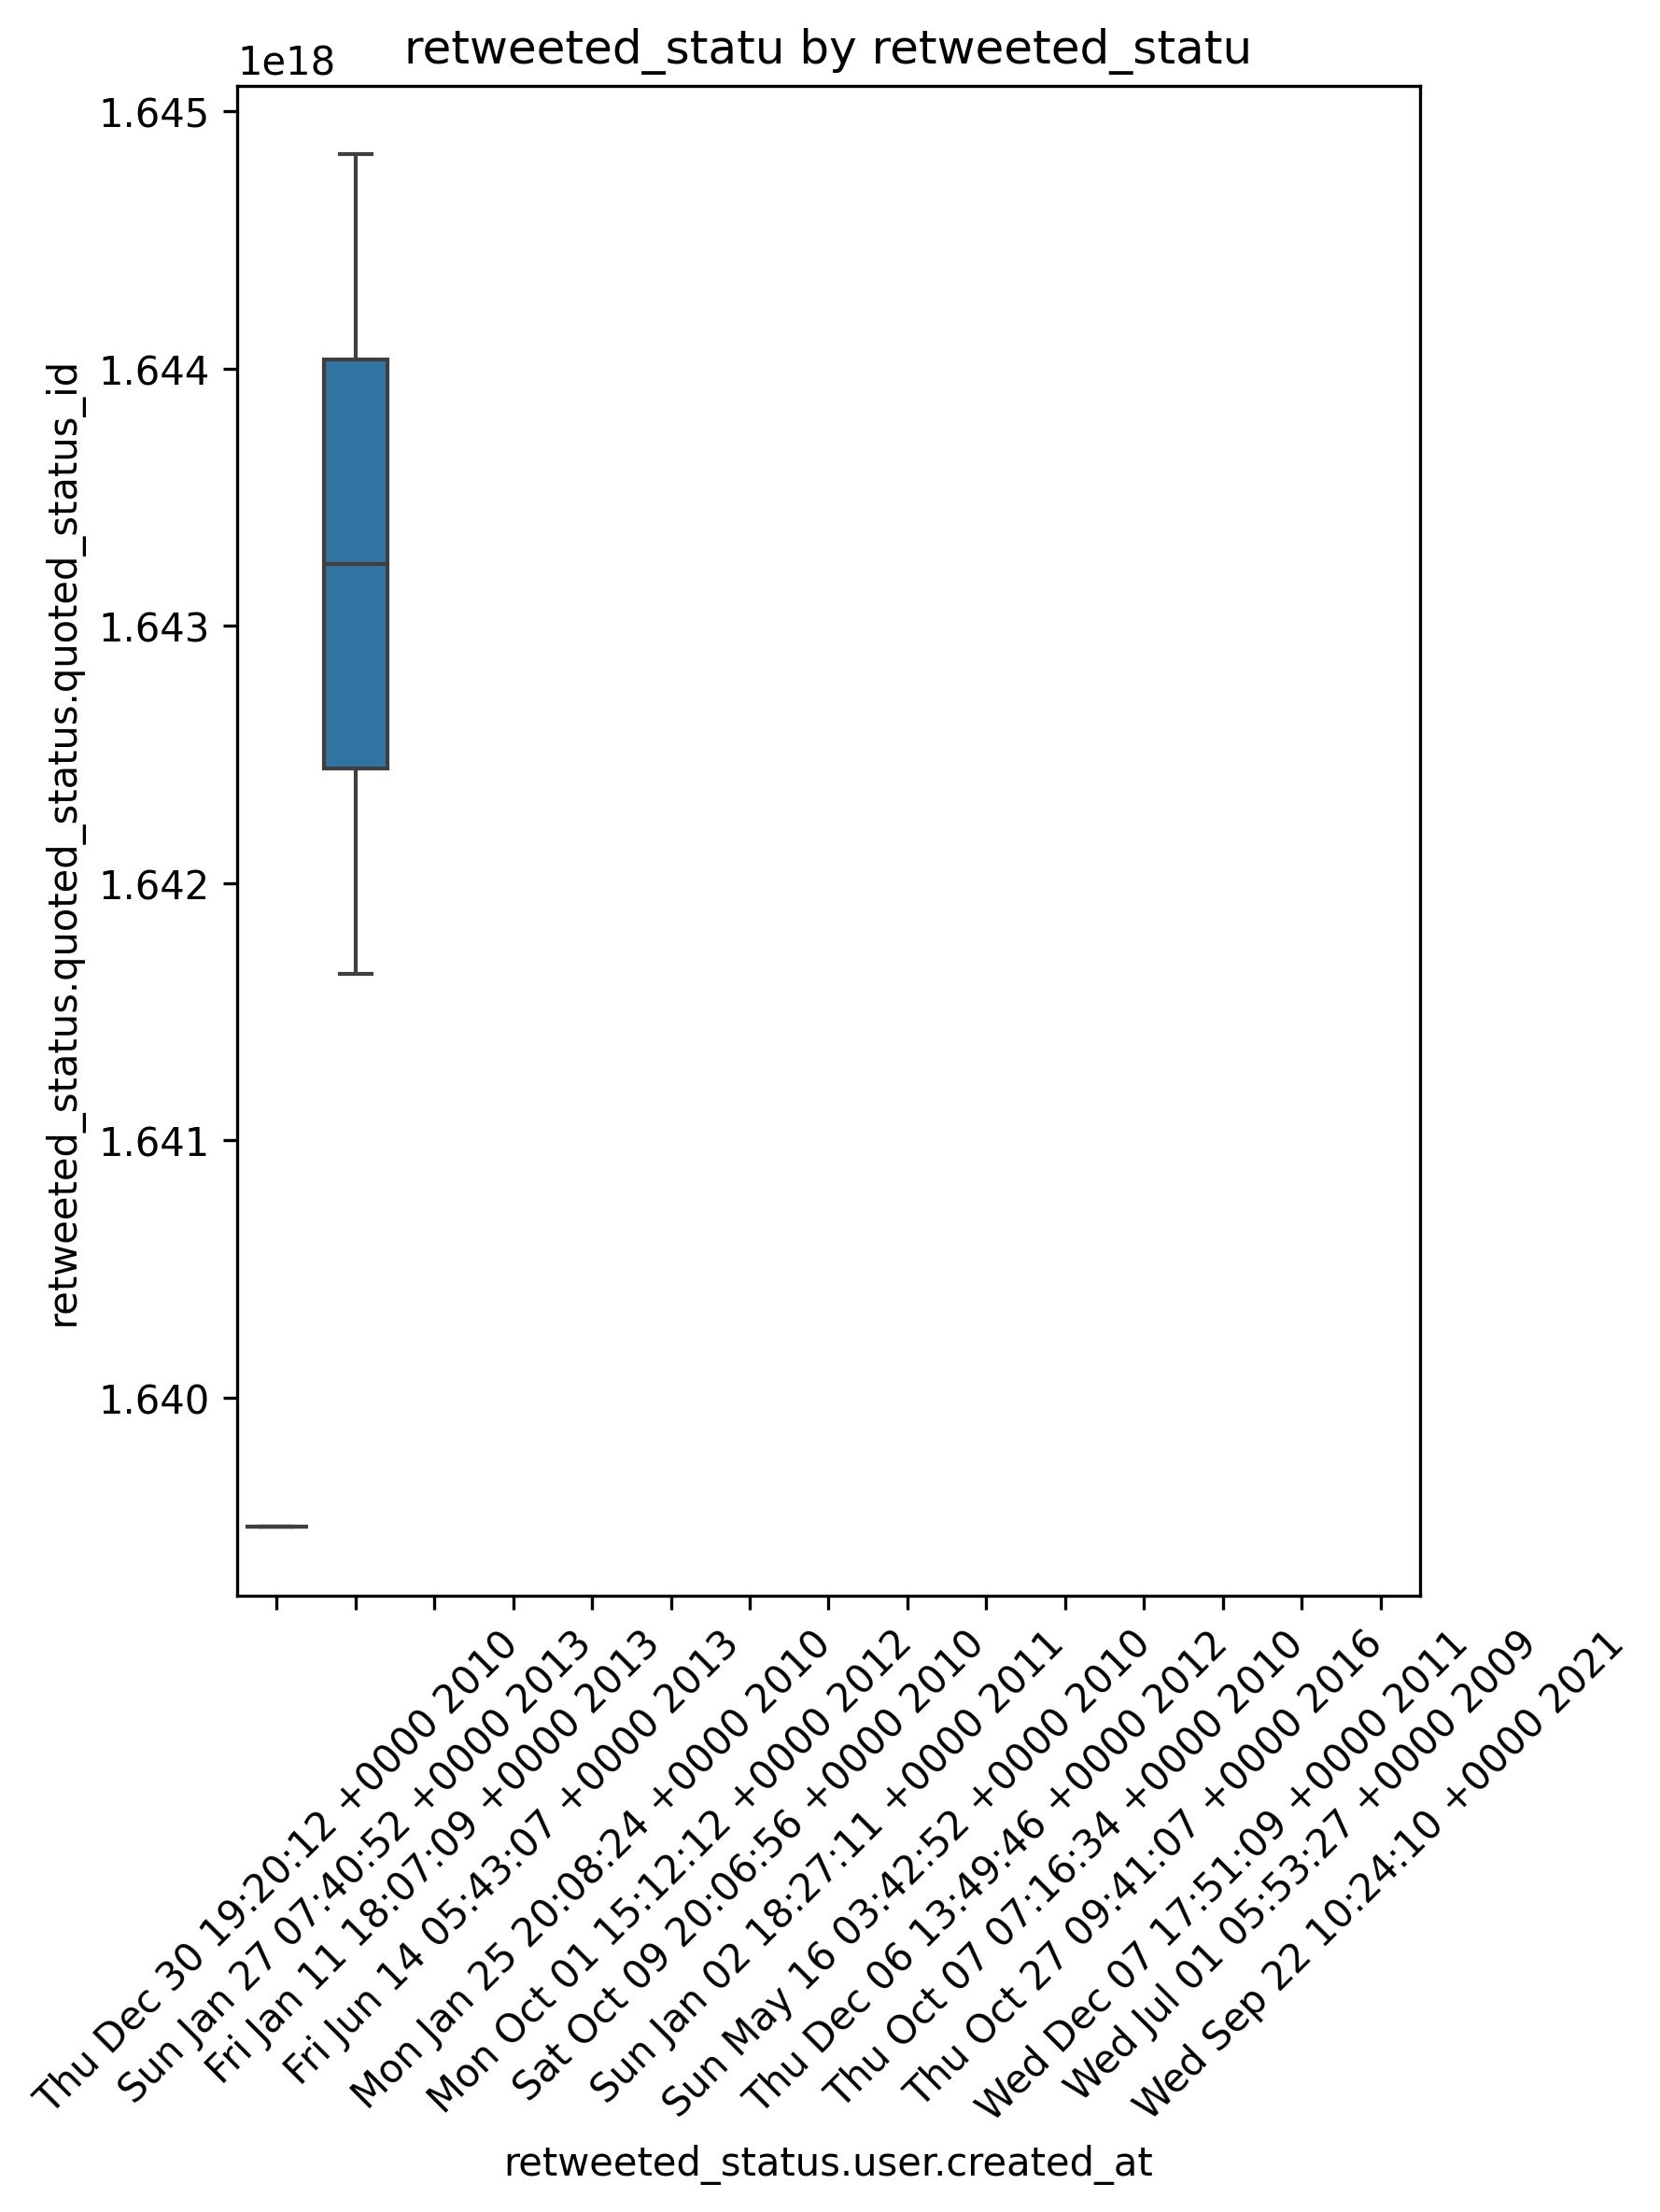 retweeted_statu by retweeted_statu
1e18
1.645
1.644
1.643
1.642
1.641
1.640
retweeted_status.quoted_status_id
Thu Dec 30 19:20:12 +0000 2010
Sun Jan 27 07:40:52 +0000 2013
Fri Jan 11 18:07:09 +0000 2013
Fri Jun 14 05:43:07 +0000 2013
Mon Jan 25 20:08:24 +0000 2010
Mon Oct 01 15:12:12 +0000 2012
Sat Oct 09 20:06:56 +0000 2010
Sun Jan 02 18:27:11 +0000 2011
Sun May 16 03:42:52 +0000 2010
Thu Dec 06 13:49:46 +0000 2012
Thu Oct 07 07:16:34 +0000 2010
Thu Oct 27 09:41:07 +0000 2016
Wed Dec 07 17:51:09 +0000 2011
Wed Jul 01 05:53:27 +0000 2009
Wed Sep 22 10:24:10 +0000 2021
retweeted_status.user.created_at